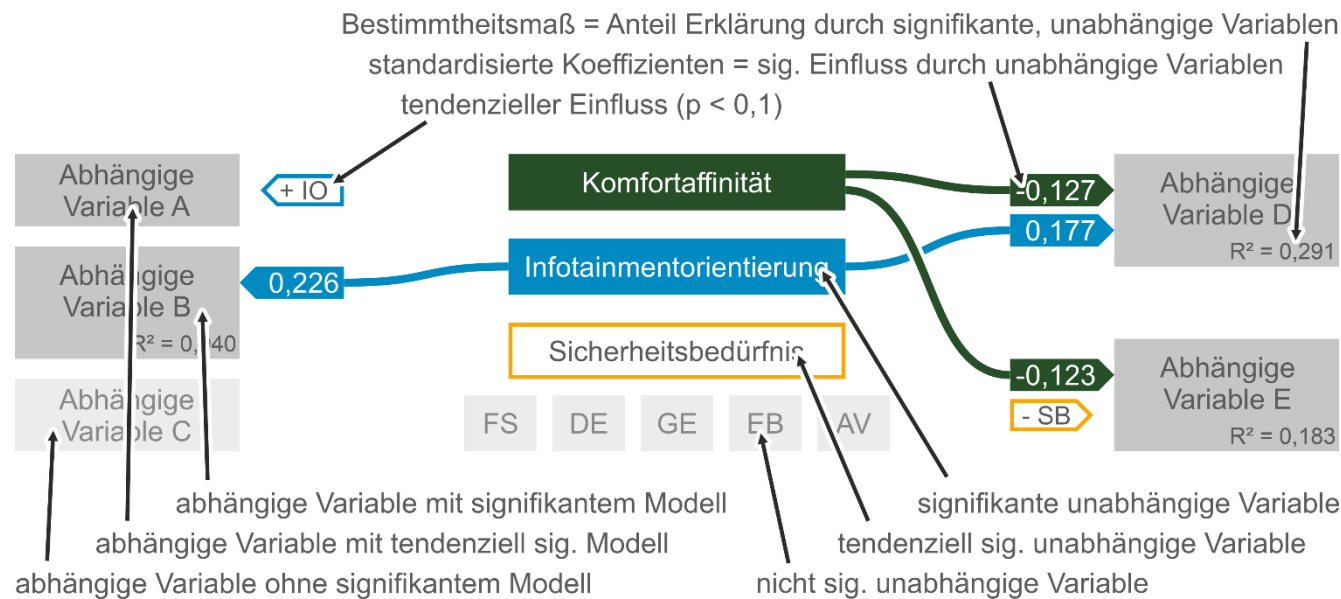 Bestimmtheitsmaß = Anteil Erklärung durch signifikante, unabhängige Variablen
standardisierte Koeffizienten = sig. Einfluss durch unabhängige Variablen
tendenzieller Einfluss (p < 0,1)
Abhängige
Variable A
+ IO
Komfortaffinität
-0,127
0,177
Abhängige
Variable D
R² = 0,291
Abhängige
Variable B
R² = 0,040
0,226
Infotainmentorientierung
Sicherheitsbedürfnis
-0,123
- SB
Abhängige
Variable E
R² = 0,183
Abhängige
Variable C
FS
DE
GE
EB
AV
abhängige Variable mit signifikantem Modell
abhängige Variable mit tendenziell sig. Modell
abhängige Variable ohne signifikantem Modell
signifikante unabhängige Variable
tendenziell sig. unabhängige Variable
nicht sig. unabhängige Variable